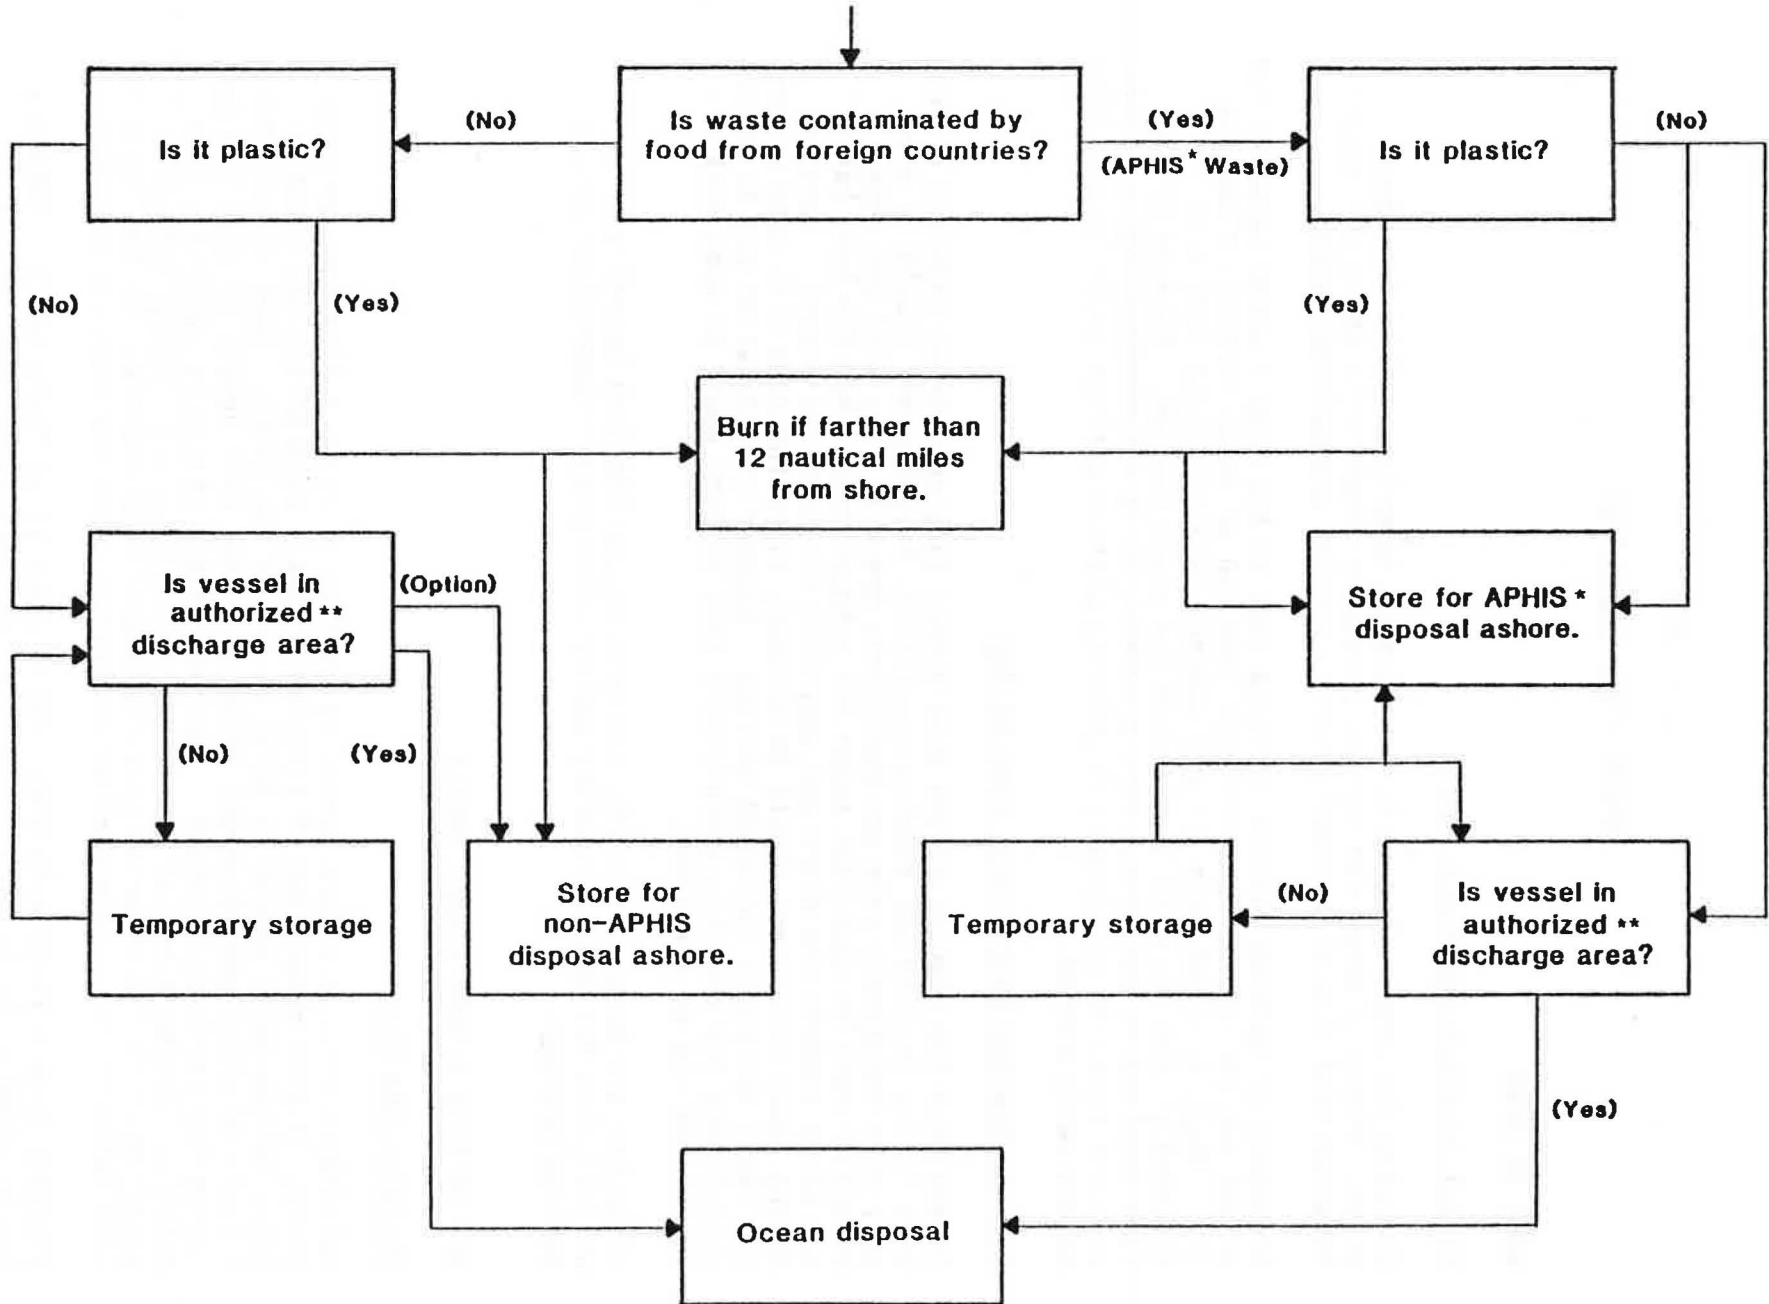 Is it plastic?
(No)
Is waste contaminated by
food from foreign countries?
(Yes)
(APHIS* Waste)
Is it plastic?
(No)
(No)
(Yes)
(Yes)
Burn if farther than
12 nautical miles
from shore.
Is vessel in
authorized **
discharge area?
(Option)
Store for APHIS *
disposal ashore.
(No)
(Yes)
Temporary storage
Store for
non-APHIS
disposal ashore.
Temporary storage
(No)
Is vessel in
authorized **
discharge area?
(Yes)
Ocean disposal